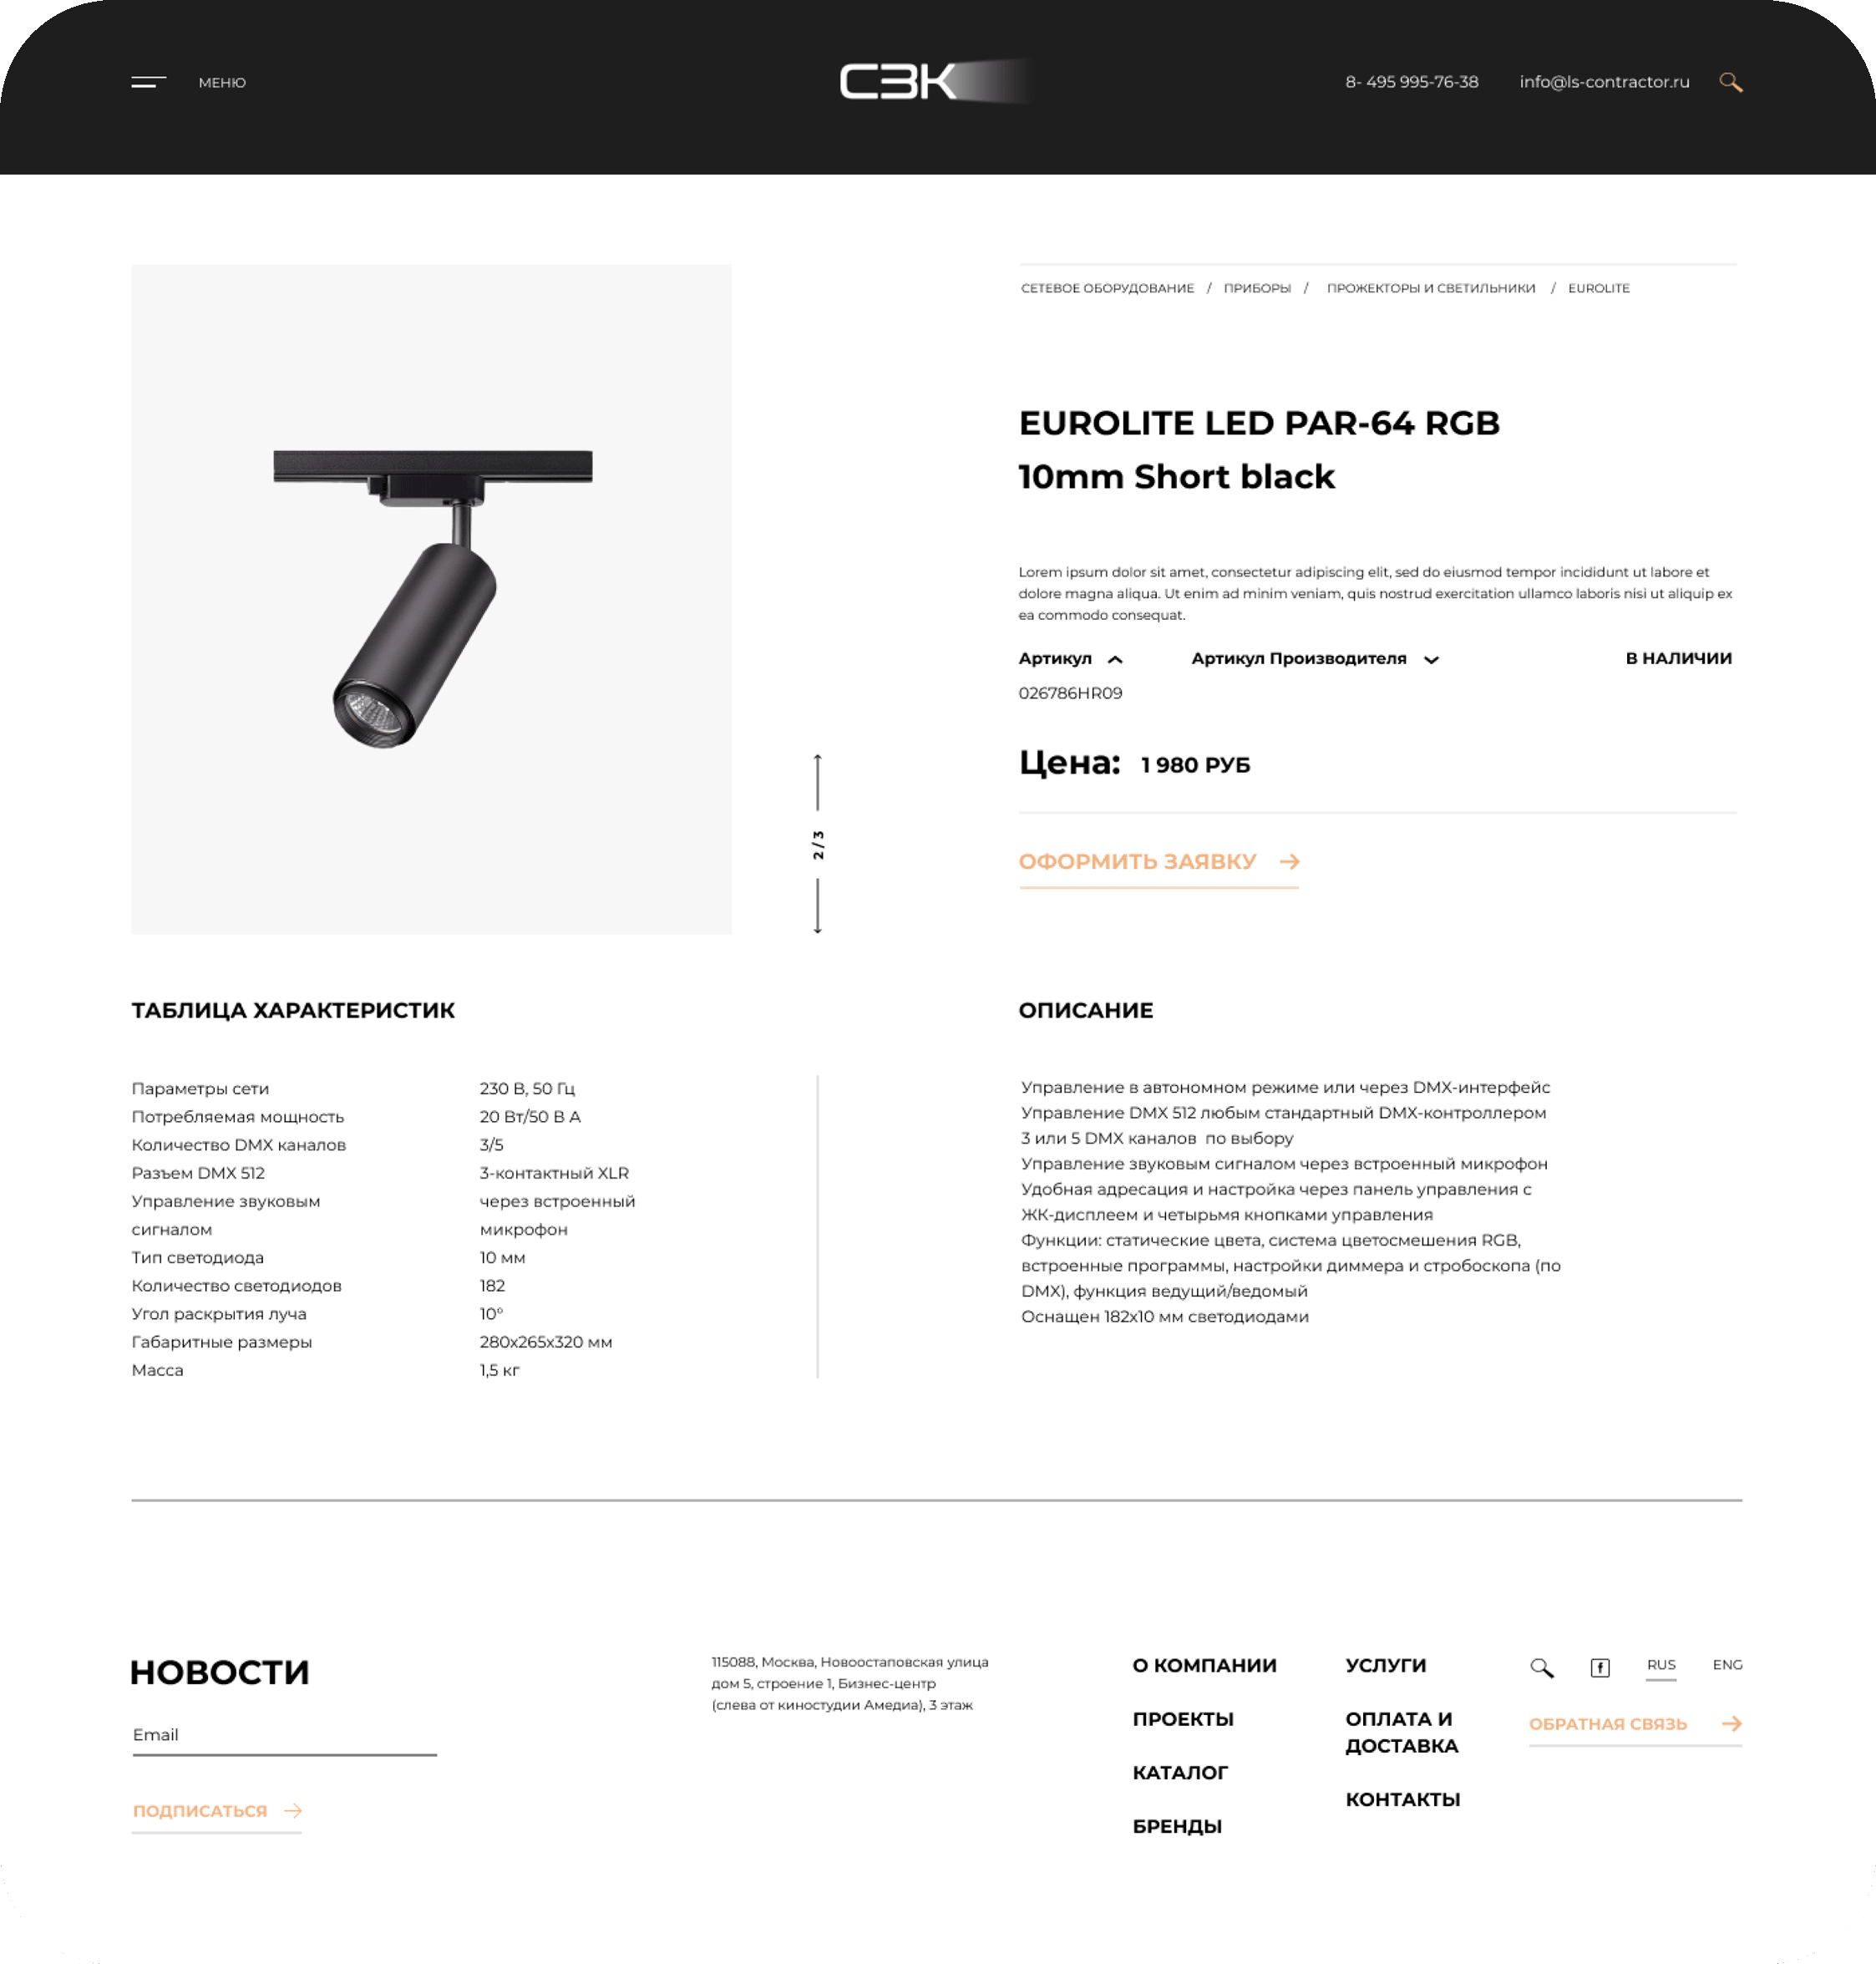 МЕНЮ
СЗК
8- 495 995-76-38
info@ls-contractor.ru
СЕТЕВОЕ ОБОРУДОВАНИЕ / ПРИБОРЫ / ПРОЖЕКТОРЫ И СВЕТИЛЬНИКИ / EUROLITE
EUROLITE LED PAR-64 RGB
10mm Short black
Lorem ipsum dolor sit amet, consectetur adipiscing elit, sed do eiusmod tempor incididunt ut labore et
dolore magna aliqua. Ut enim ad minim veniam, quis nostrud exercitation ullamco laboris nisi ut aliquip ex
ea commodo consequat.
Артикул Артикул Производителя В НАЛИЧИИ
026786HR09
Цена: 1 980 РУБ
2/3
ОФОРМИТЬ ЗАЯВКУ
ТАБЛИЦА ХАРАКТЕРИСТИК
Параметры сети 230 В, 50 Гц
Потребляемая мощность 20 Вт/50 В А
Количество DMX каналов 3/5
Разъем DMX 512 3-контактный XLR
Управление звуковым через встроенный
сигналом микрофон
Тип светодиода 10 мм
Количество светодиодов 182
Угол раскрытия луча 10°
Габаритные размеры 280x265x320 мм
Масса 1,5 кг
ОПИСАНИЕ
Управление в автономном режиме или через DMX-интерфейс
Управление DMX 512 любым стандартный DMX-контроллером
3 или 5 DMX каналов по выбору
Управление звуковым сигналом через встроенный микрофон
Удобная адресация и настройка через панель управления с
ЖК-дисплеем и четырьмя кнопками управления
Функции: статические цвета, система цветосмешения RGB,
встроенные программы, настройки диммера и стробоскопа (по
DMX), функция ведущий/ведомый
Оснащен 182x10 мм светодиодами
НОВОСТИ
Email
ПОДПИСАТЬСЯ
115088, Москва, Новоостаповская улица
дом 5, строение 1, Бизнес-центр
(слева от киностудии Амедиа), 3 этаж
О КОМПАНИИ
ПРОЕКТЫ
КАТАЛОГ
БРЕНДЫ
УСЛУГИ
ОПЛАТА И
ДОСТАВКА
КОНТАКТЫ
f
RUS
ENG
ОБРАТНАЯ СВЯЗЬ